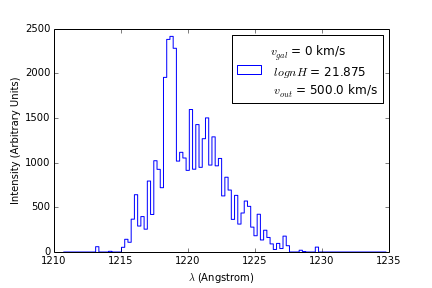 2500
2000
1500
1000
500
0
Intensity (Arbitrary Units)
v_gal = 0 km/s
lognH = 21.875
v_out = 500.0 km/s
1210 1215 1220 1225 1230 1235
λ (Angstrom)